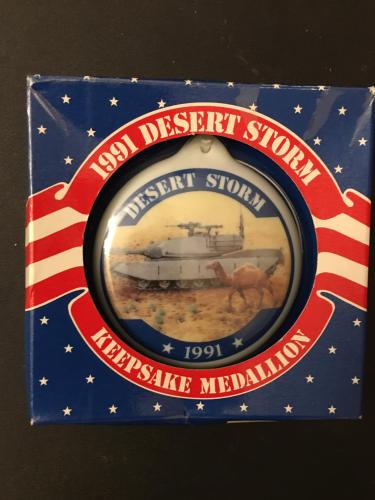 1991 DESERT STORM
DESERT STORM
★ 1991 ★
KEEPSAKE MEDALLION